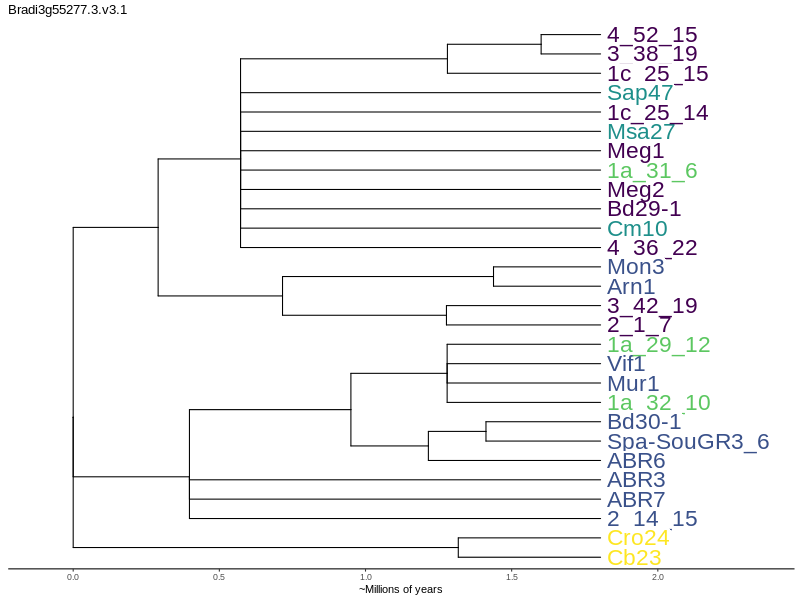 Bradi3g55277.3.v3.1
4_52_15
3_38_19
1c_25_15
Sap47
1c_25_14
Msa27
Meg1
1a_31_6
Meg2
Bd29-1
Cm10
4_36_22
Mon3
Arn1
3_42_19
2_1_7
1a_29_12
Vif1
Mur1
1a_32_10
Bd30-1
Spa-SouGR3_6
ABR6
ABR3
ABR7
2_14_15
Cro24
Cb23
0.0 0.5 1.0 1.5 2.0
~Millions of years